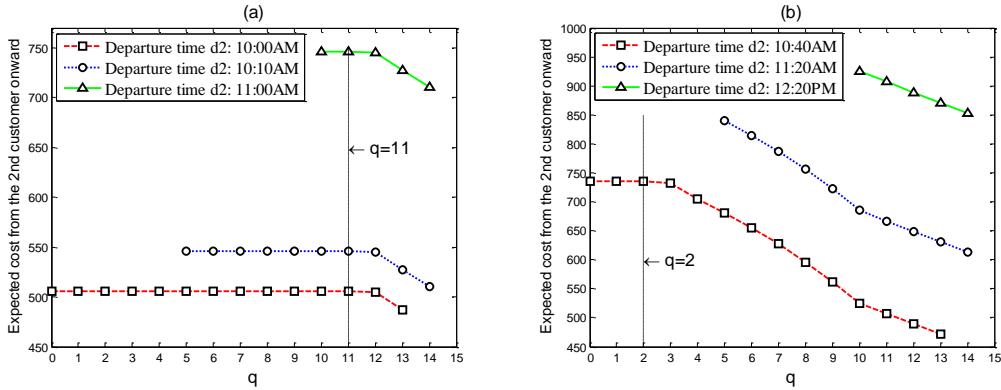 (a)
Expected cost from the 2nd customer onward
750
700
650
600
550
500
450
Departure time d2: 10:00AM
Departure time d2: 10:10AM
Departure time d2: 11:00AM
← q=11
0 1 2 3 4 5 6 7 8 9 10 11 12 13 14 15
q
(b)
Expected cost from the 2nd customer onward
1000
950
900
850
800
750
700
650
600
550
500
450
Departure time d2: 10:40AM
Departure time d2: 11:20AM
Departure time d2: 12:20PM
← q=2
0 1 2 3 4 5 6 7 8 9 10 11 12 13 14 15
q